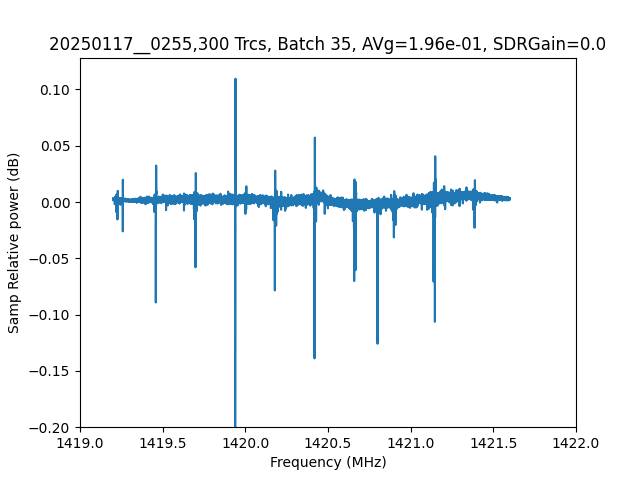 20250117__0255,300 Trcs, Batch 35, AVg=1.96e-01, SDRGain=0.0
0.10
0.05
0.00
−0.05
−0.10
−0.15
−0.20
Samp Relative power (dB)
1419.0 1419.5 1420.0 1420.5 1421.0 1421.5 1422.0
Frequency (MHz)